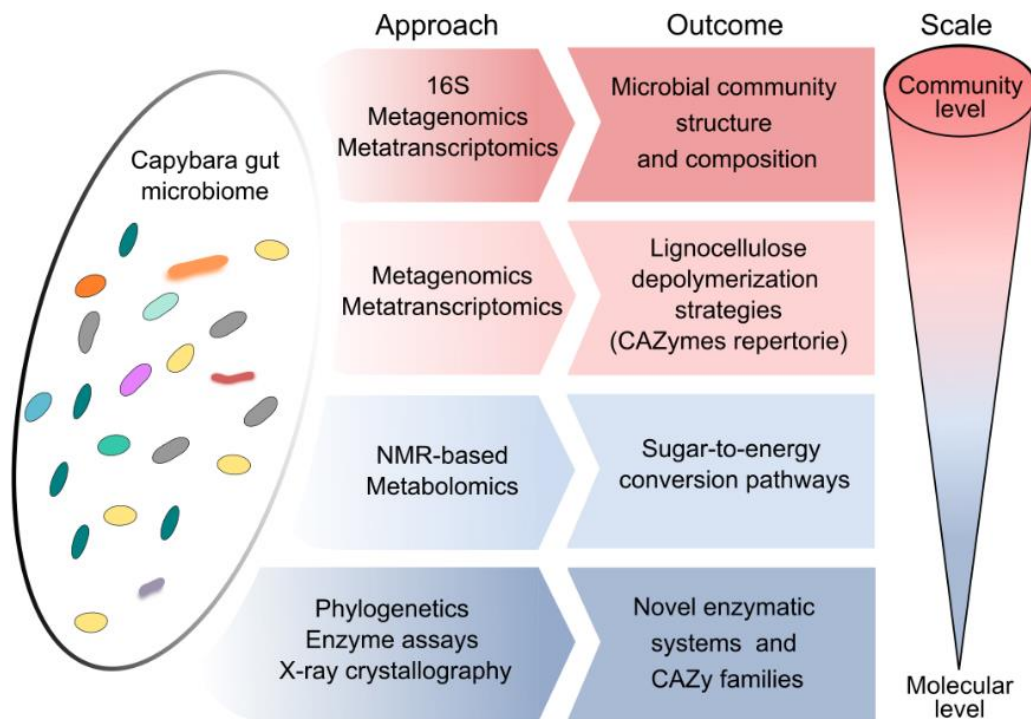 Approach
Outcome
Scale
Capybara gut
microbiome
16S
Metagenomics
Metatranscriptomics
Microbial community
structure
and composition
Community
level
Metagenomics
Metatranscriptomics
Lignocellulose
depolymerization
strategies
(CAZymes repertorie)
NMR-based
Metabolomics
Sugar-to-energy
conversion pathways
Phylogenetics
Enzyme assays
X-ray crystallography
Novel enzymatic
systems and
CAZy families
Molecular
level